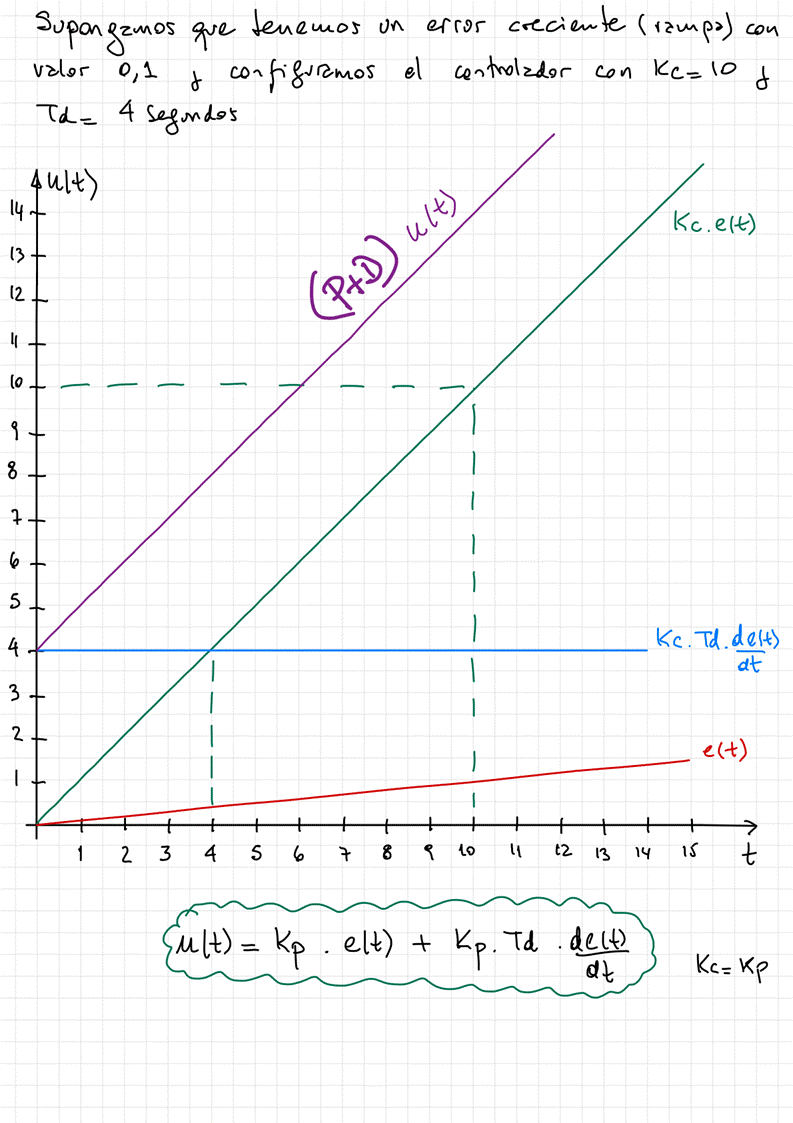 Supongamos que tenemos un error creciente (rampa) con
valor 0,1 y configuramos el controlador con Kc=10 y
Td= 4 segundos
u(t)
14
13
12
11
10
9
8
7
6
5
4
3
2
1
(P+D) u(t)
Kc.e(t)
Kc.Td.de(t)/dt
e(t)
1 2 3 4 5 6 7 8 9 10 11 12 13 14 15 t
u(t) = Kp . e(t) + Kp. Td . de(t)/dt
Kc=Kp